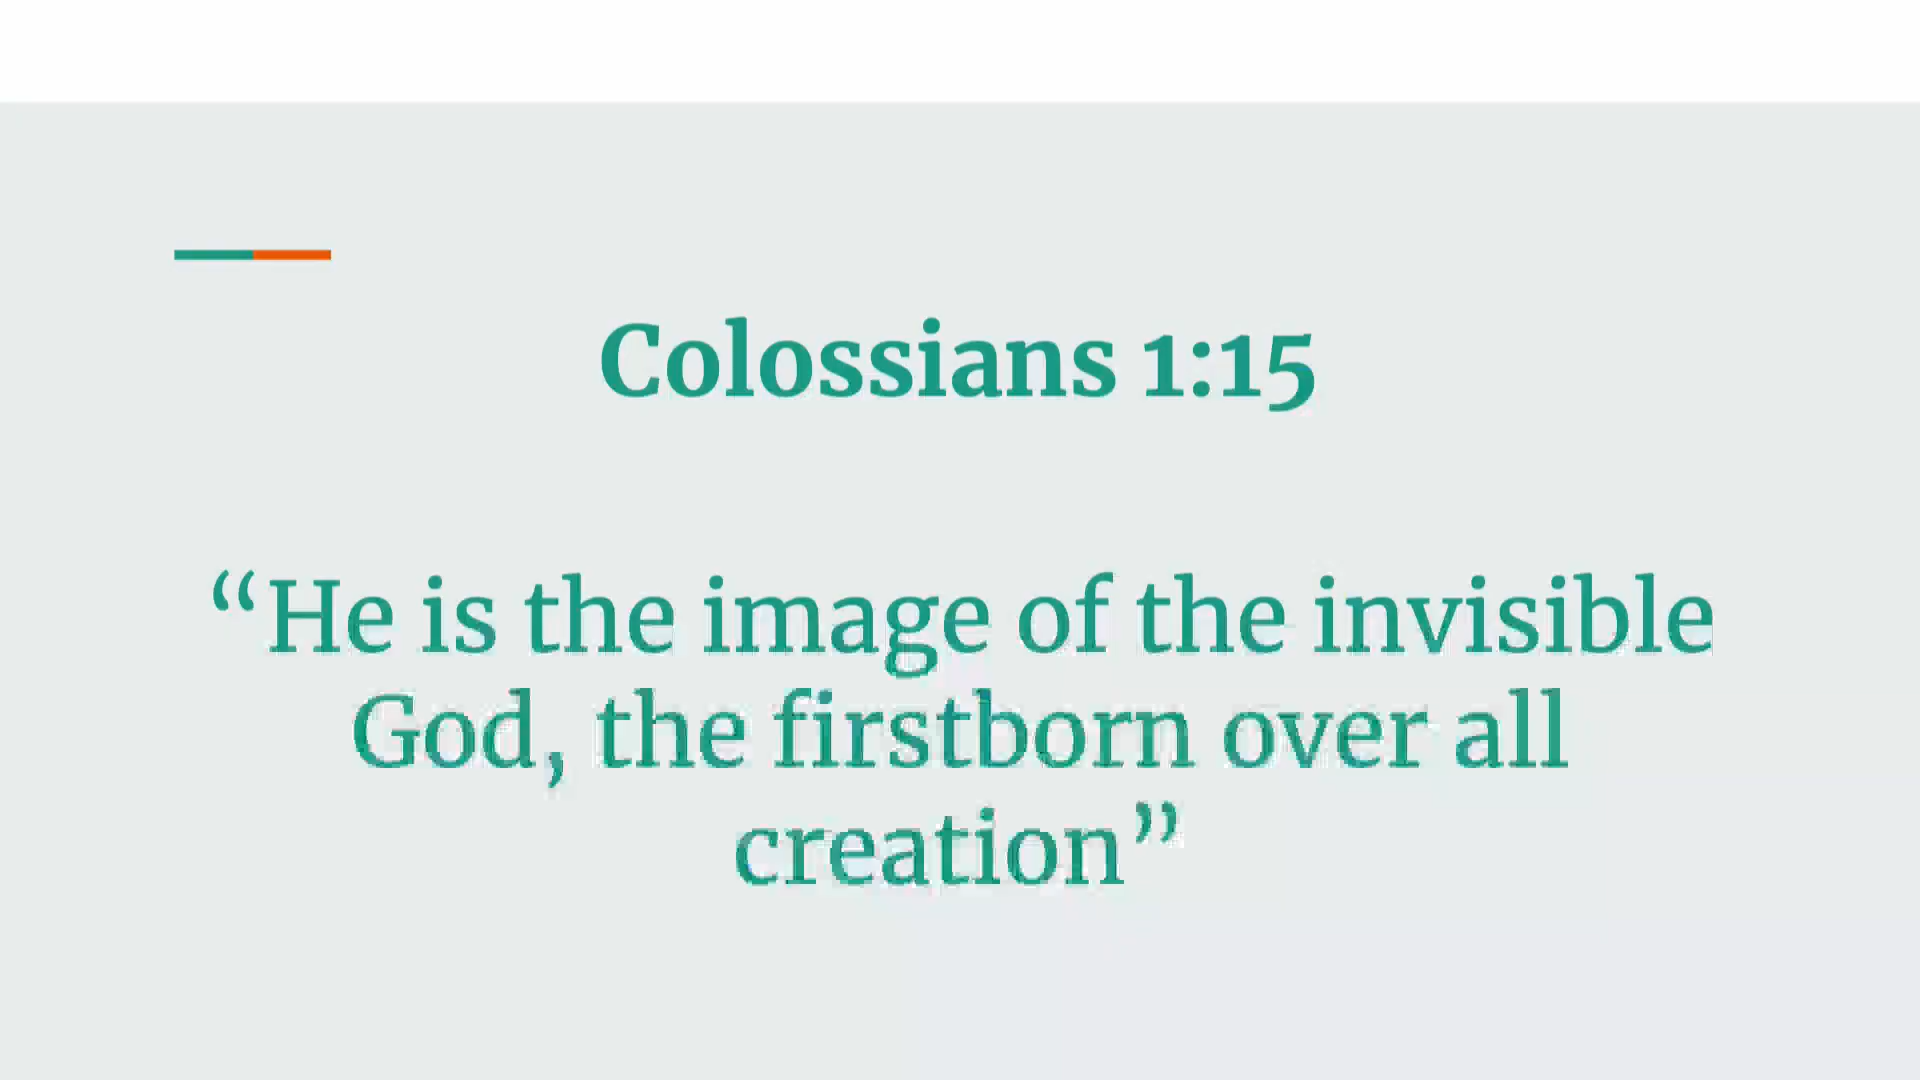 Colossians 1:15
“He is the image of the invisible
God, the firstborn over all
creation”